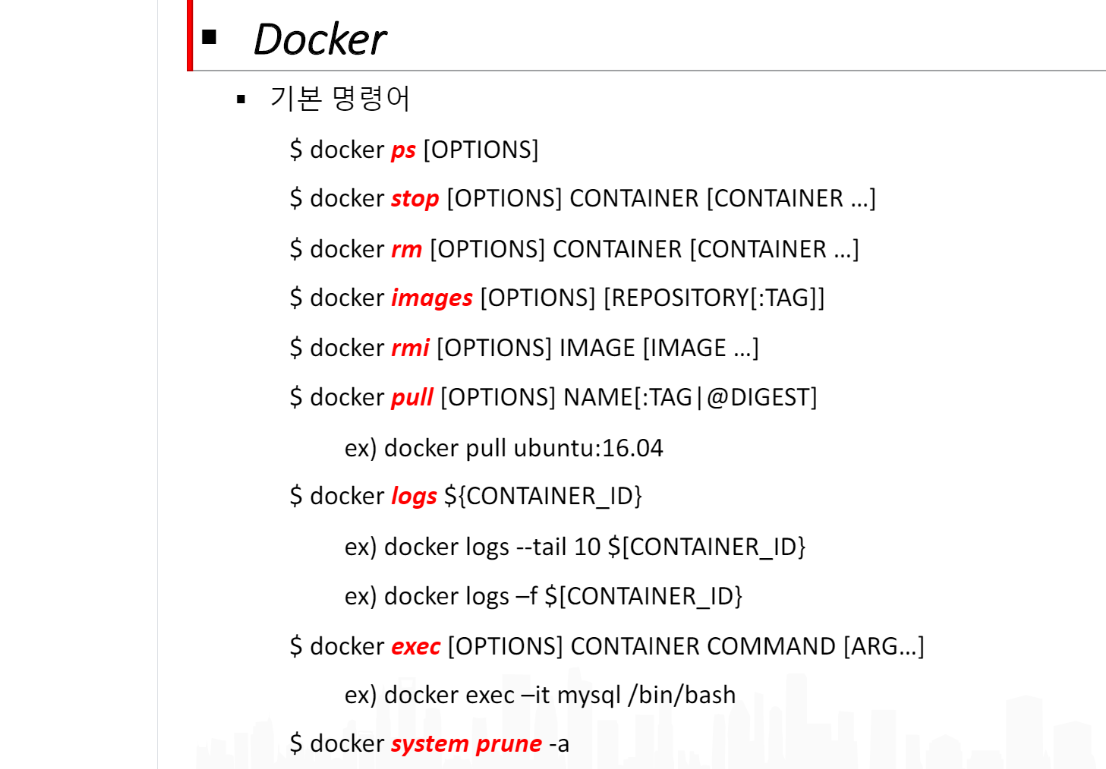 ▪ Docker
▪ 기본 명령어
$ docker ps [OPTIONS]
$ docker stop [OPTIONS] CONTAINER [CONTAINER …]
$ docker rm [OPTIONS] CONTAINER [CONTAINER …]
$ docker images [OPTIONS] [REPOSITORY[:TAG]]
$ docker rmi [OPTIONS] IMAGE [IMAGE …]
$ docker pull [OPTIONS] NAME[:TAG|@DIGEST]
ex) docker pull ubuntu:16.04
$ docker logs ${CONTAINER_ID}
ex) docker logs --tail 10 $[CONTAINER_ID}
ex) docker logs –f $[CONTAINER_ID}
$ docker exec [OPTIONS] CONTAINER COMMAND [ARG…]
ex) docker exec –it mysql /bin/bash
$ docker system prune -a